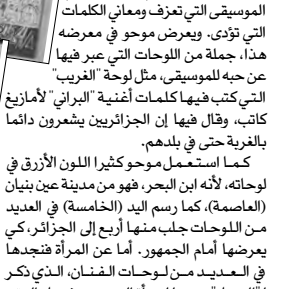 الموسيقى التي تعزف ومعاني الكلمات
التي تؤدى. ويعرض موحو في معرضه
هذا، جملة من اللوحات التي عبر فيها
عن حبه للموسيقى، مثل لوحة "الغريب"
التي كتب فيها كلمات أغنية "البراني" لأمازيغ
كاتب، وقال فيها إن الجزائريين يشعرون دائما
بالغربة حتى في بلدهم.
كما استعمل موحو كثيرا اللون الأزرق في
لوحاته، لأنه ابن البحر، فهو من مدينة عين بنيان
(العاصمة)، كما رسم اليد (الخامسة) في العديد
من اللوحات جلب منها أربع إلى الجزائر، كي
يعرضها أمام الجمهور. أما عن المرأة فنجدها
في العديد من لوحات الفنان، الذي ذكر